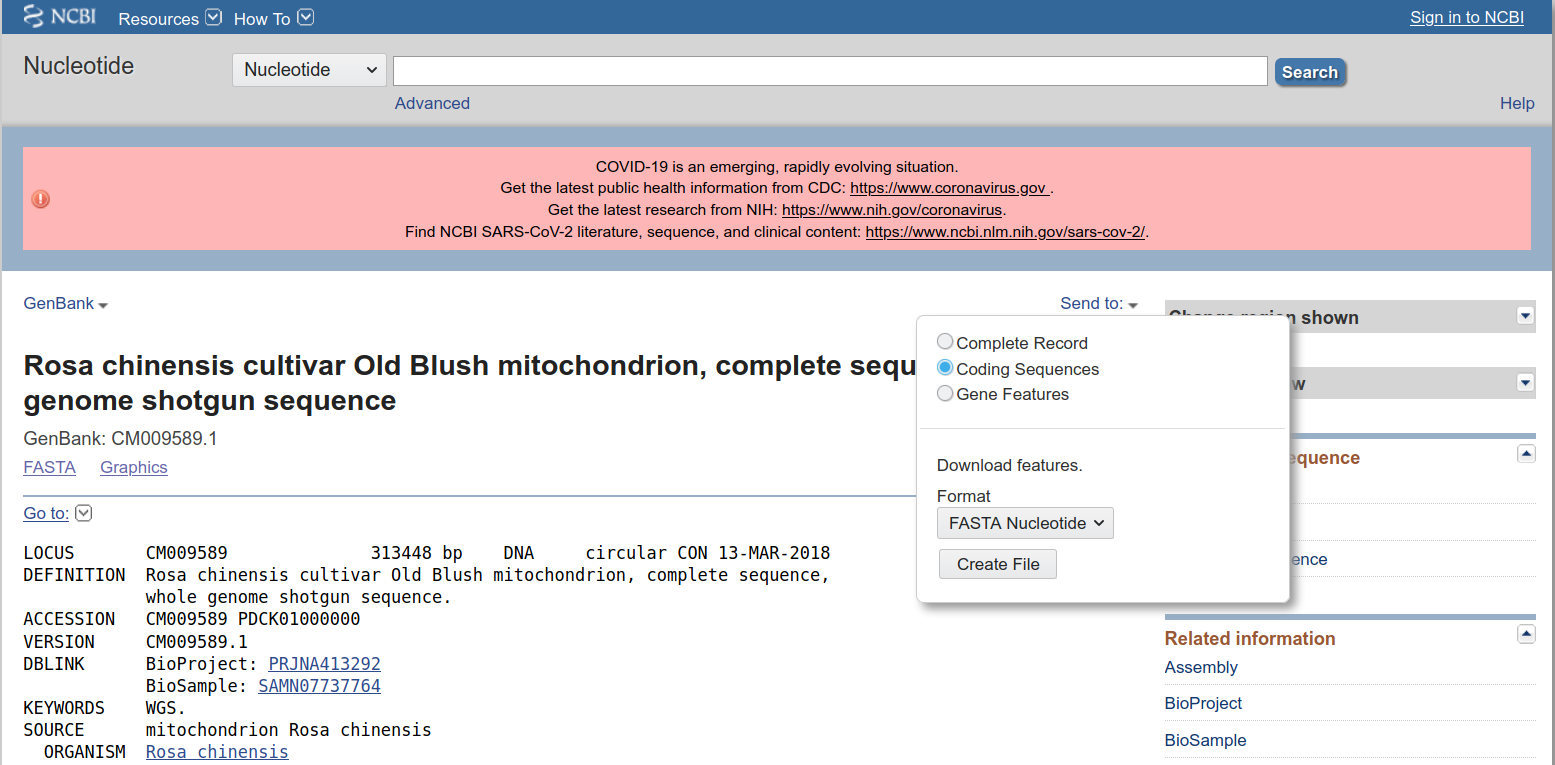 NCBI Resources How To Sign in to NCBI
Nucleotide Nucleotide Search
Advanced Help
COVID-19 is an emerging, rapidly evolving situation.
Get the latest public health information from CDC: https://www.coronavirus.gov .
Get the latest research from NIH: https://www.nih.gov/coronavirus.
Find NCBI SARS-CoV-2 literature, sequence, and clinical content: https://www.ncbi.nlm.nih.gov/sars-cov-2/.
GenBank
Send to:
Complete Record
Coding Sequences
Gene Features
Download features.
Format
FASTA Nucleotide
Create File
Rosa chinensis cultivar Old Blush mitochondrion, complete sequ
genome shotgun sequence
GenBank: CM009589.1
FASTA Graphics
Go to:
LOCUS CM009589 313448 bp DNA circular CON 13-MAR-2018
DEFINITION Rosa chinensis cultivar Old Blush mitochondrion, complete sequence,
whole genome shotgun sequence.
ACCESSION CM009589 PDCK01000000
VERSION CM009589.1
DBLINK BioProject: PRJNA413292
BioSample: SAMN07737764
KEYWORDS WGS.
SOURCE mitochondrion Rosa chinensis
ORGANISM Rosa chinensis
shown
w
equence
ence
Related information
Assembly
BioProject
BioSample